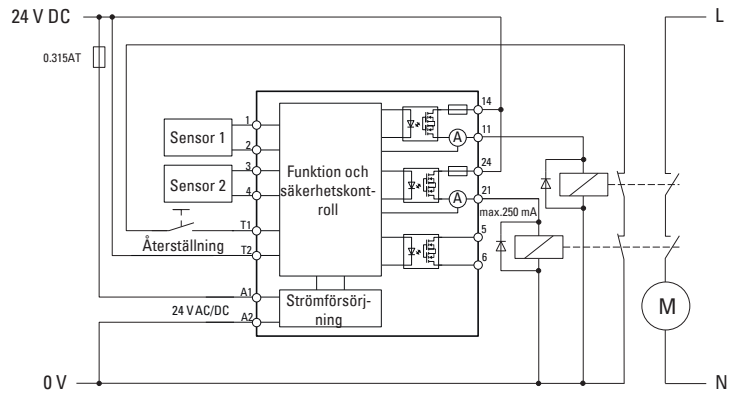 24 V DC
L
0.315AT
14
1
Sensor 1
11
2
A
3
Funktion och
säkerhetskont-
roll
24
Sensor 2
4
21
A
max.250 mA
T1
5
Återställning
T2
6
A1
Strömförsörj-
ning
24 V AC/DC
A2
M
0 V
N